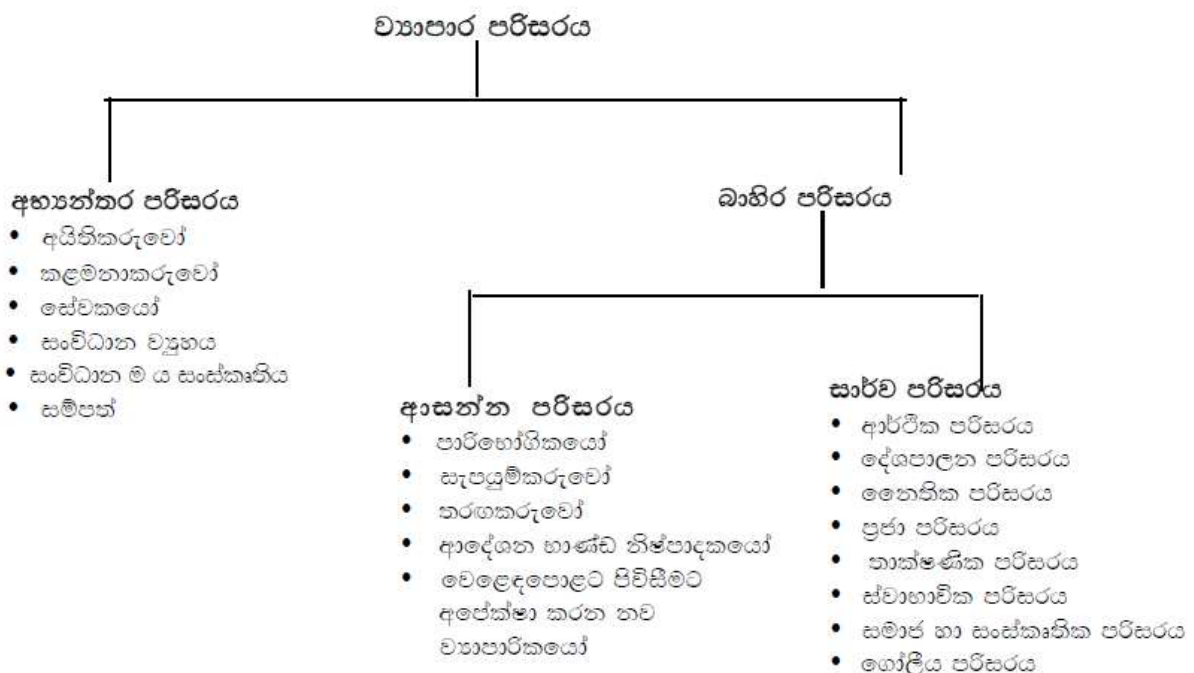 ව්‍යාපාර පරිසරය
අභ්‍යන්තර පරිසරය
• අයිතිකරුවෝ
• කළමනාකරුවෝ
• සේවකයෝ
• සංවිධාන ව්‍යුහය
• සංවිධාන ම ය සංස්කෘතිය
• සම්පත්
බාහිර පරිසරය
ආසන්න පරිසරය
• පාරිභෝගිකයෝ
• සැපයුම්කරුවෝ
• තරඟකරුවෝ
• ආදේශන භාණ්ඩ නිෂ්පාදකයෝ
• වෙළෙඳපොළට පිවිසීමට
අපේක්ෂා කරන නව
ව්‍යාපාරිකයෝ
සාර්ව පරිසරය
• ආර්ථික පරිසරය
• දේශපාලන පරිසරය
• නෛතික පරිසරය
• ප්‍රජා පරිසරය
• තාක්ෂණික පරිසරය
• ස්වාභාවික පරිසරය
• සමාජ හා සංස්කෘතික පරිසරය
• ගෝලීය පරිසරය